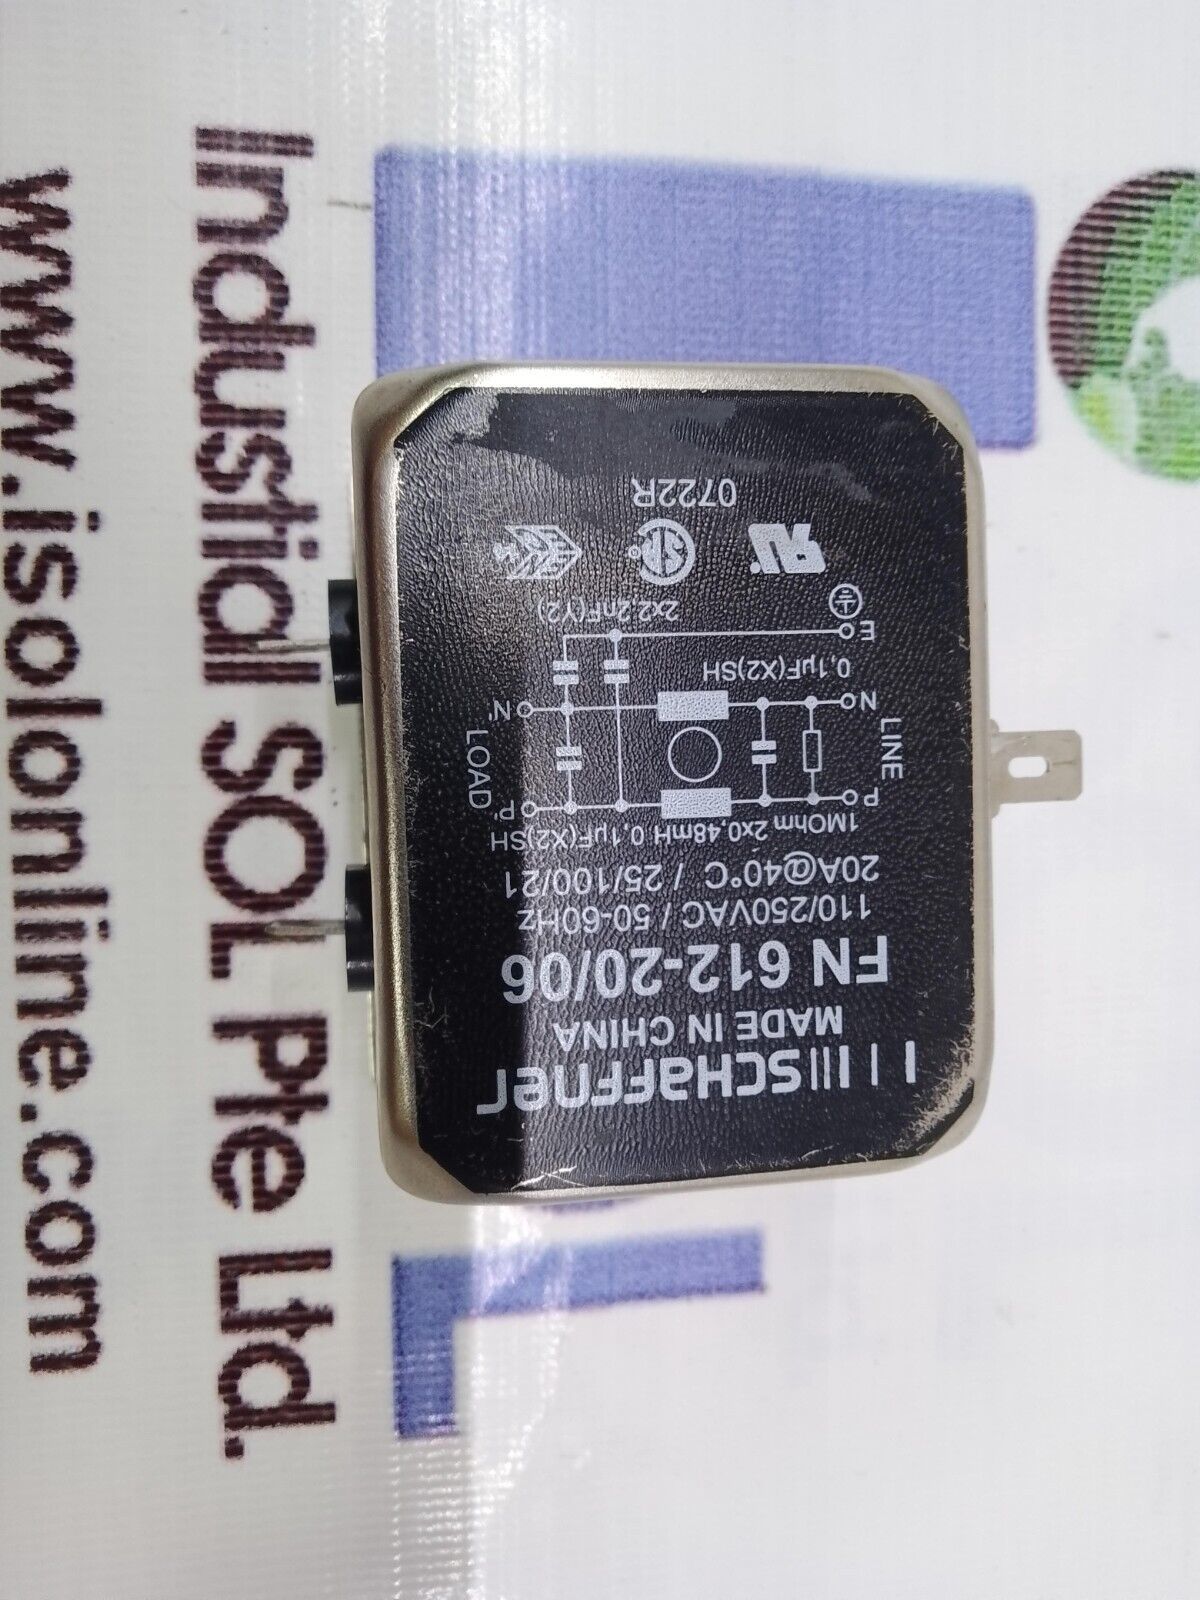 SCHaFFner
MADE IN CHINA
FN 612-20/06
110/250VAC / 50-60Hz
20A@40°C / 25/100/21
1MOhm 2x0,48mH 0,1µF(X2)SH
P P'
LINE LOAD
N N'
0,1µF(X2)SH
E
2x2,2nF(Y2)
0722R
Industidal SOL Pte Ltd.
www.isolonline.com